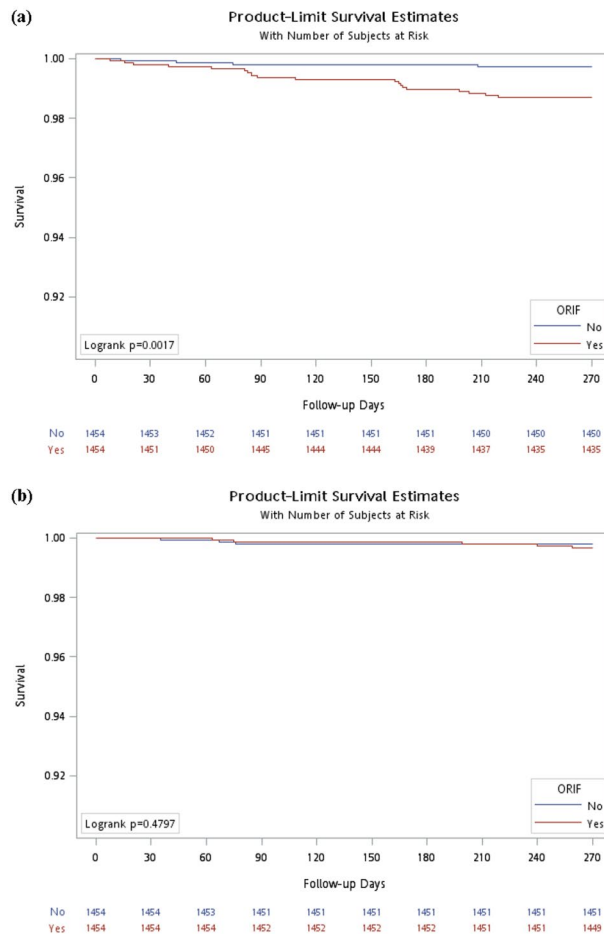 (a)
Product-Limit Survival Estimates
With Number of Subjects at Risk
1.00
0.98
0.96
0.94
0.92
Survival
ORIF
No
Yes
Logrank p=0.0017
0 30 60 90 120 150 180 210 240 270
Follow-up Days
No 1454 1453 1452 1451 1451 1451 1451 1450 1450 1450
Yes 1454 1451 1450 1445 1444 1444 1439 1437 1435 1435
(b)
Product-Limit Survival Estimates
With Number of Subjects at Risk
1.00
0.98
0.96
0.94
0.92
Survival
ORIF
No
Yes
Logrank p=0.4797
0 30 60 90 120 150 180 210 240 270
Follow-up Days
No 1454 1454 1453 1451 1451 1451 1451 1451 1451 1451
Yes 1454 1454 1454 1452 1452 1452 1452 1451 1451 1449